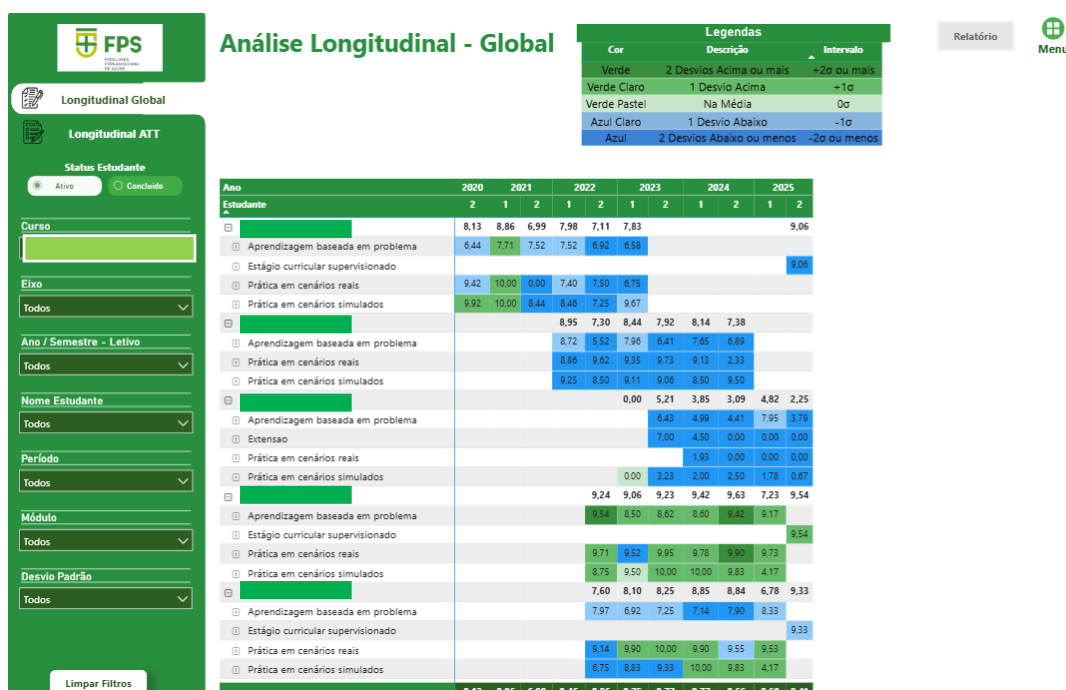 FPS
FACULDADE
PERNAMBUCANA
DE SAÚDE
Análise Longitudinal - Global
Legendas
Cor Descrição Intervalo
Verde 2 Desvios Acima ou mais +2σ ou mais
Verde Claro 1 Desvio Acima +1σ
Verde Pastel Na Média 0σ
Azul Claro 1 Desvio Abaixo -1σ
Azul 2 Desvios Abaixo ou menos -2σ ou menos
Relatório
Menu
Longitudinal Global
Longitudinal ATT
Status Estudante
Ativo Concluído
Curso
Eixo
Todos
Ano / Semestre - Letivo
Todos
Nome Estudante
Todos
Período
Todos
Módulo
Todos
Desvio Padrão
Todos
Limpar Filtros
Ano 2020 2021 2022 2023 2024 2025
Estudante 2 1 2 1 2 1 2 1 2 1 2
8,13 8,86 6,99 7,98 7,11 7,83 9,06
Aprendizagem baseada em problema 6,44 7,71 7,52 7,52 6,92 6,58
Estágio curricular supervisionado 9,06
Prática em cenários reais 9,42 10,00 0,00 7,40 7,50 6,75
Prática em cenários simulados 9,92 10,00 8,44 8,46 7,25 9,67
8,95 7,30 8,44 7,92 8,14 7,38
Aprendizagem baseada em problema 8,72 5,52 7,96 6,41 7,65 6,89
Prática em cenários reais 8,86 9,62 9,35 9,73 9,13 2,33
Prática em cenários simulados 9,25 8,50 9,11 9,06 8,50 9,50
0,00 5,21 3,85 3,09 4,82 2,25
Aprendizagem baseada em problema 6,43 4,99 4,41 7,95 3,79
Extensao 7,00 4,50 0,00 0,00 0,00
Prática em cenários reais 1,93 0,00 0,00 0,00
Prática em cenários simulados 0,00 3,23 2,00 2,50 1,78 0,67
9,24 9,06 9,23 9,42 9,63 7,23 9,54
Aprendizagem baseada em problema 9,54 8,50 8,62 8,60 9,42 9,17
Estágio curricular supervisionado 9,54
Prática em cenários reais 9,71 9,52 9,95 9,78 9,90 9,73
Prática em cenários simulados 8,75 9,50 10,00 10,00 9,83 4,17
7,60 8,10 8,25 8,85 8,84 6,78 9,33
Aprendizagem baseada em problema 7,97 6,92 7,25 7,14 7,90 8,33
Estágio curricular supervisionado 9,33
Prática em cenários reais 9,14 9,90 10,00 9,90 9,55 9,53
Prática em cenários simulados 6,75 8,83 9,33 10,00 9,83 4,17